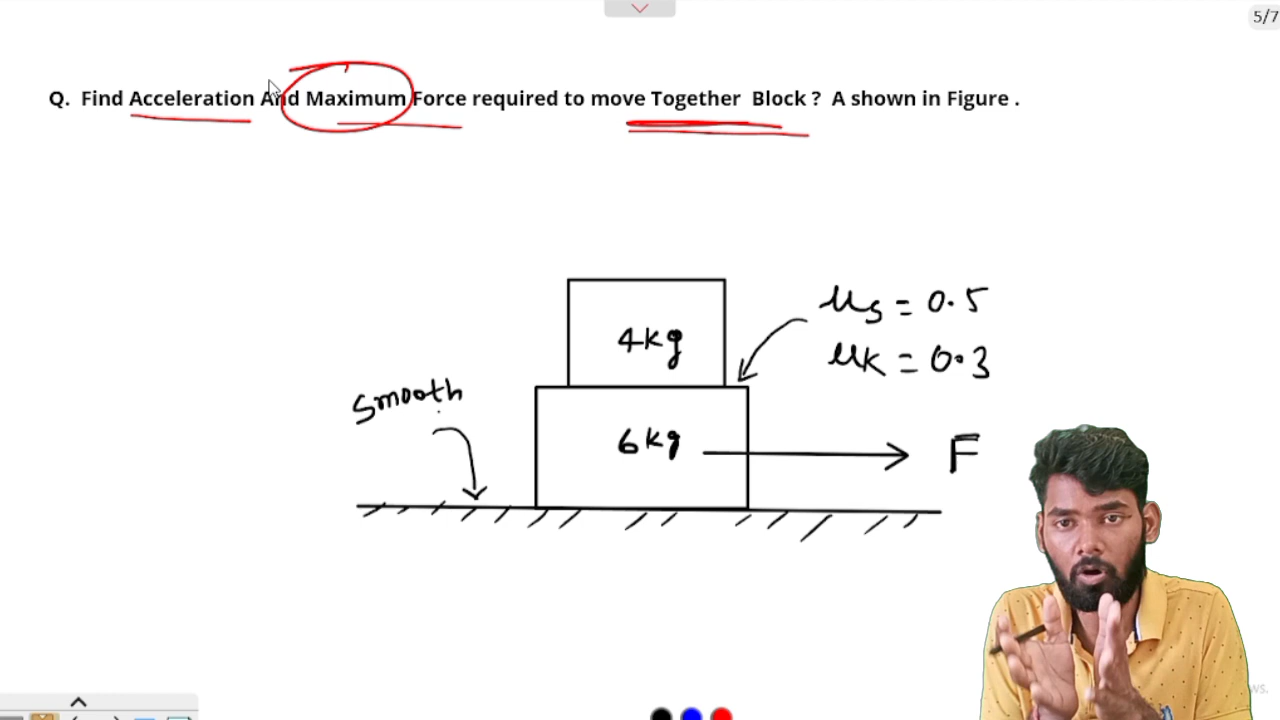 5/7
Q. Find Acceleration And Maximum Force required to move Together Block ? A shown in Figure .
μs = 0.5
μk = 0.3
4kg
Smooth
6kg
F
ws.